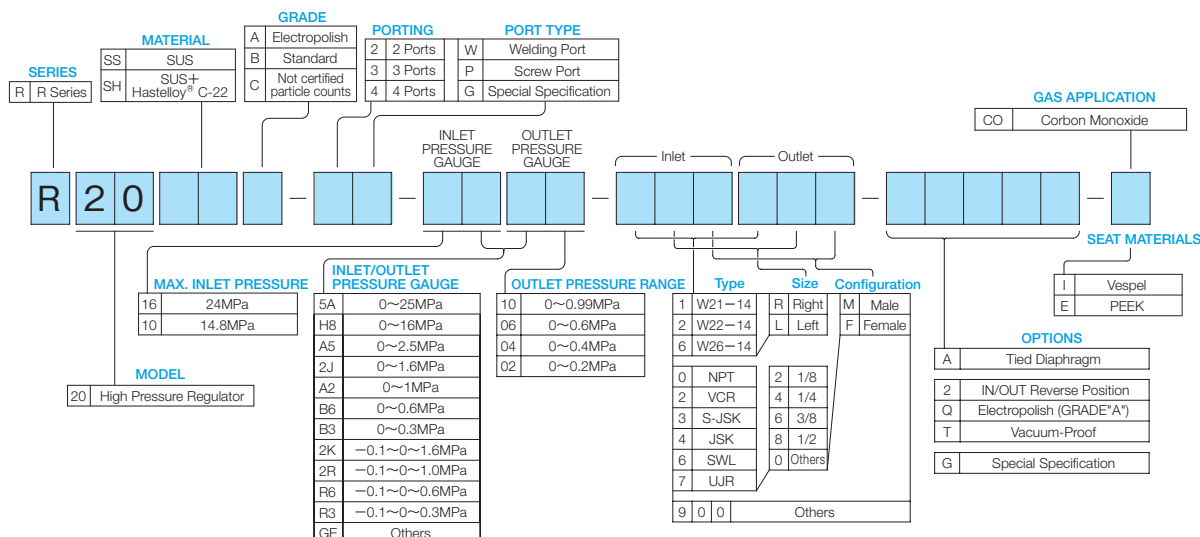 SERIES
R R Series
MATERIAL
SS SUS
SH SUS+
Hastelloy® C-22
GRADE
A Electropolish
B Standard
C Not certified
particle counts
PORTING
2 2 Ports
3 3 Ports
4 4 Ports
PORT TYPE
W Welding Port
P Screw Port
G Special Specification
GAS APPLICATION
CO Corbon Monoxide
INLET
PRESSURE
GAUGE
OUTLET
PRESSURE
GAUGE
Inlet
Outlet
R 2 0 – – – – –
MAX. INLET PRESSURE
16 24MPa
10 14.8MPa
MODEL
20 High Pressure Regulator
INLET/OUTLET
PRESSURE GAUGE
5A 0~25MPa
H8 0~16MPa
A5 0~2.5MPa
2J 0~1.6MPa
A2 0~1MPa
B6 0~0.6MPa
B3 0~0.3MPa
2K −0.1~0~1.6MPa
2R −0.1~0~1.0MPa
R6 −0.1~0~0.6MPa
R3 −0.1~0~0.3MPa
GF Others
OUTLET PRESSURE RANGE
10 0~0.99MPa
06 0~0.6MPa
04 0~0.4MPa
02 0~0.2MPa
Type Size Configuration
1 W21−14 R Right M Male
2 W22−14 L Left F Female
6 W26−14
0 NPT 2 1/8
2 VCR 4 1/4
3 S-JSK 6 3/8
4 JSK 8 1/2
6 SWL 0 Others
7 UJR
9 0 0 Others
SEAT MATERIALS
I Vespel
E PEEK
OPTIONS
A Tied Diaphragm
2 IN/OUT Reverse Position
Q Electropolish (GRADE"A")
T Vacuum-Proof
G Special Specification